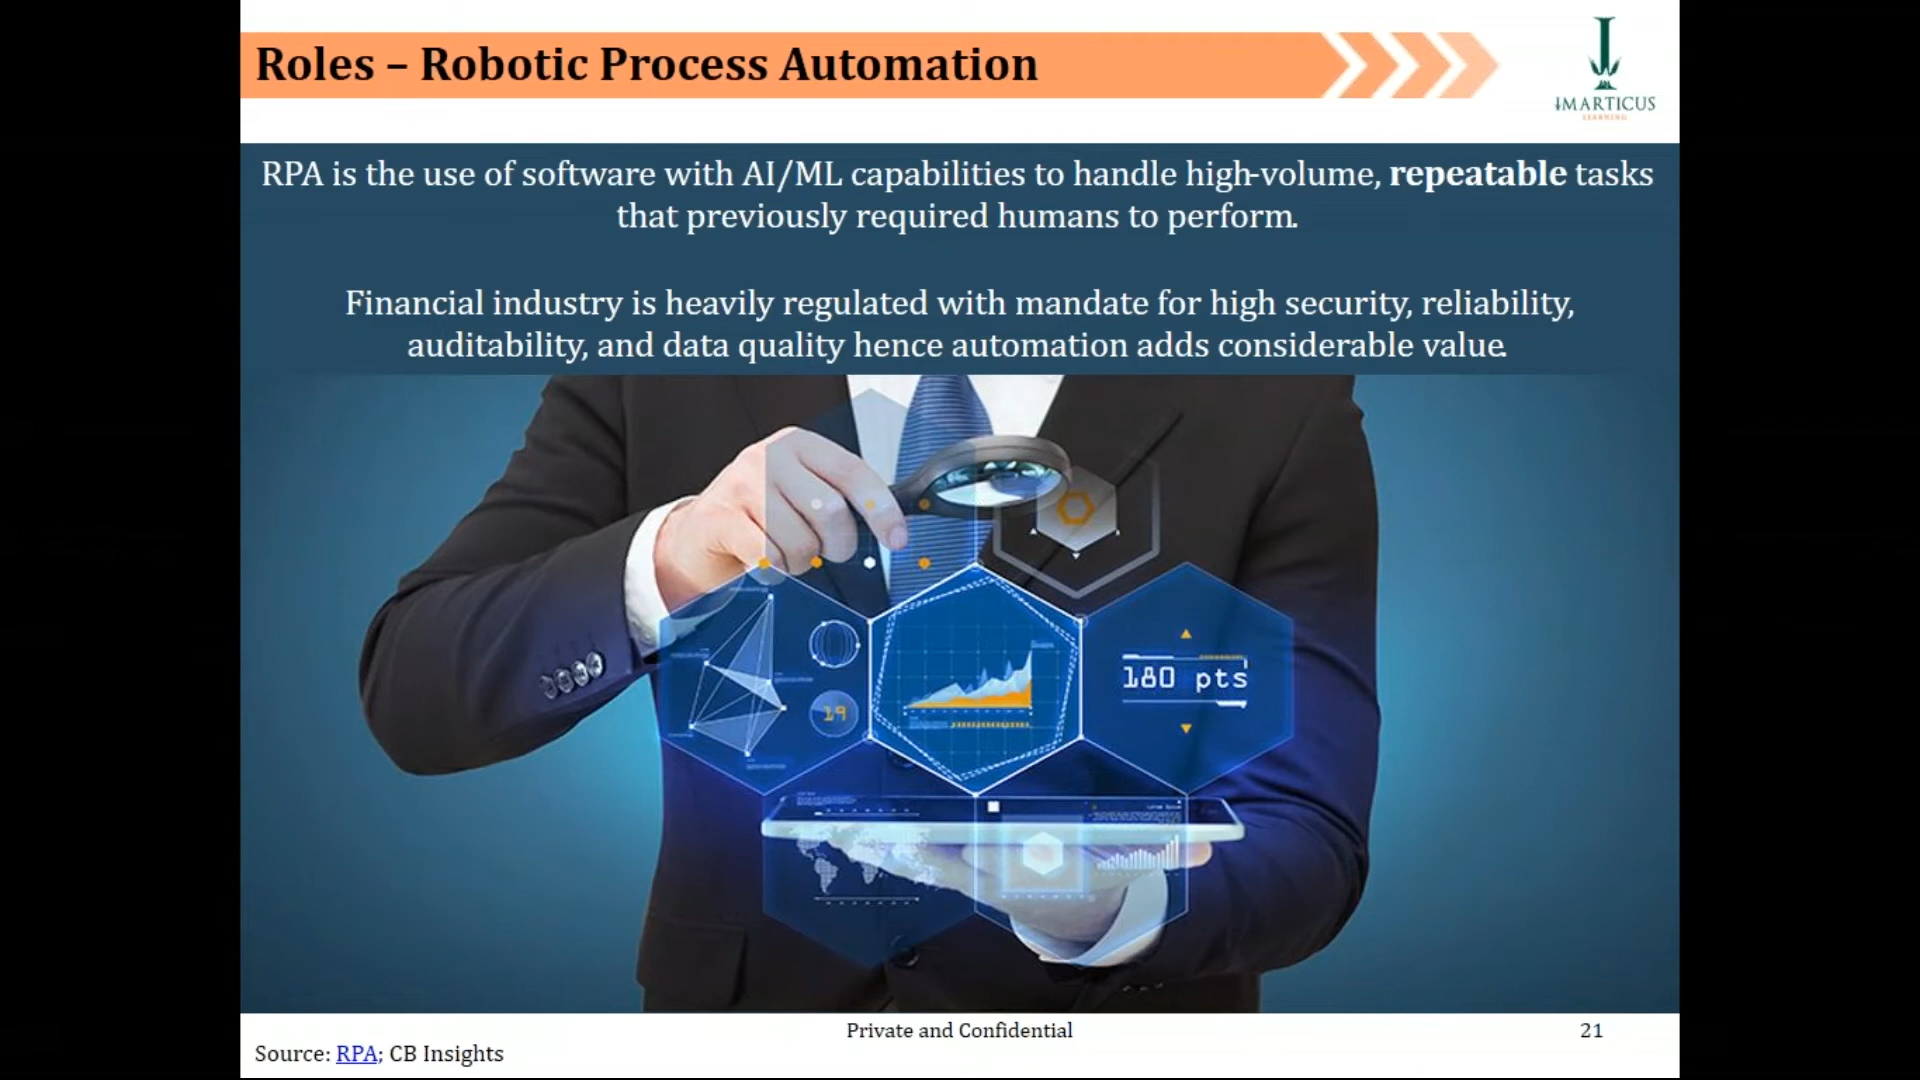 Roles – Robotic Process Automation
IMARTICUS
LEARNING
RPA is the use of software with AI/ML capabilities to handle high-volume, repeatable tasks
that previously required humans to perform.
Financial industry is heavily regulated with mandate for high security, reliability,
auditability, and data quality hence automation adds considerable value.
19
180 pts
Private and Confidential
21
Source: RPA; CB Insights